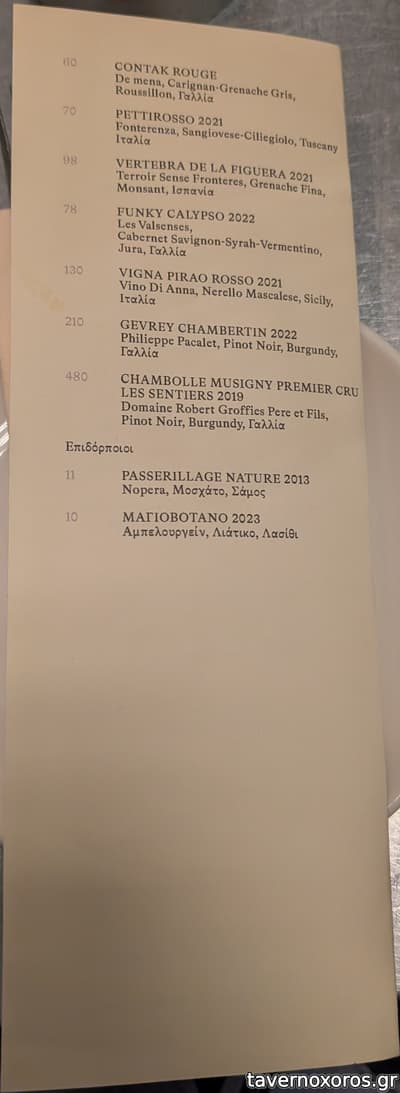 60 CONTAK ROUGE
De mena, Carignan-Grenache Gris,
Roussillon, Γαλλία
70 PETTIROSSO 2021
Fonterenza, Sangiovese-Ciliegiolo, Tuscany
Ιταλία
98 VERTEBRA DE LA FIGUERA 2021
Terroir Sense Fronteres, Grenache Fina,
Monsant, Ισπανία
78 FUNKY CALYPSO 2022
Les Valsenses,
Cabernet Savignon-Syrah-Vermentino,
Jura, Γαλλία
130 VIGNA PIRAO ROSSO 2021
Vino Di Anna, Nerello Mascalese, Sicily,
Ιταλία
210 GEVREY CHAMBERTIN 2022
Philieppe Pacalet, Pinot Noir, Burgundy,
Γαλλία
480 CHAMBOLLE MUSIGNY PREMIER CRU
LES SENTIERS 2019
Domaine Robert Groffies Pere et Fils,
Pinot Noir, Burgundy, Γαλλία
Επιδόρποιοι
11 PASSERILLAGE NATURE 2013
Nopera, Μοσχάτο, Σάμος
10 ΜΑΓΙΟΒΟΤΑΝΟ 2023
Αμπελουργείν, Λιάτικο, Λασίθι
tavernoxoros.gr